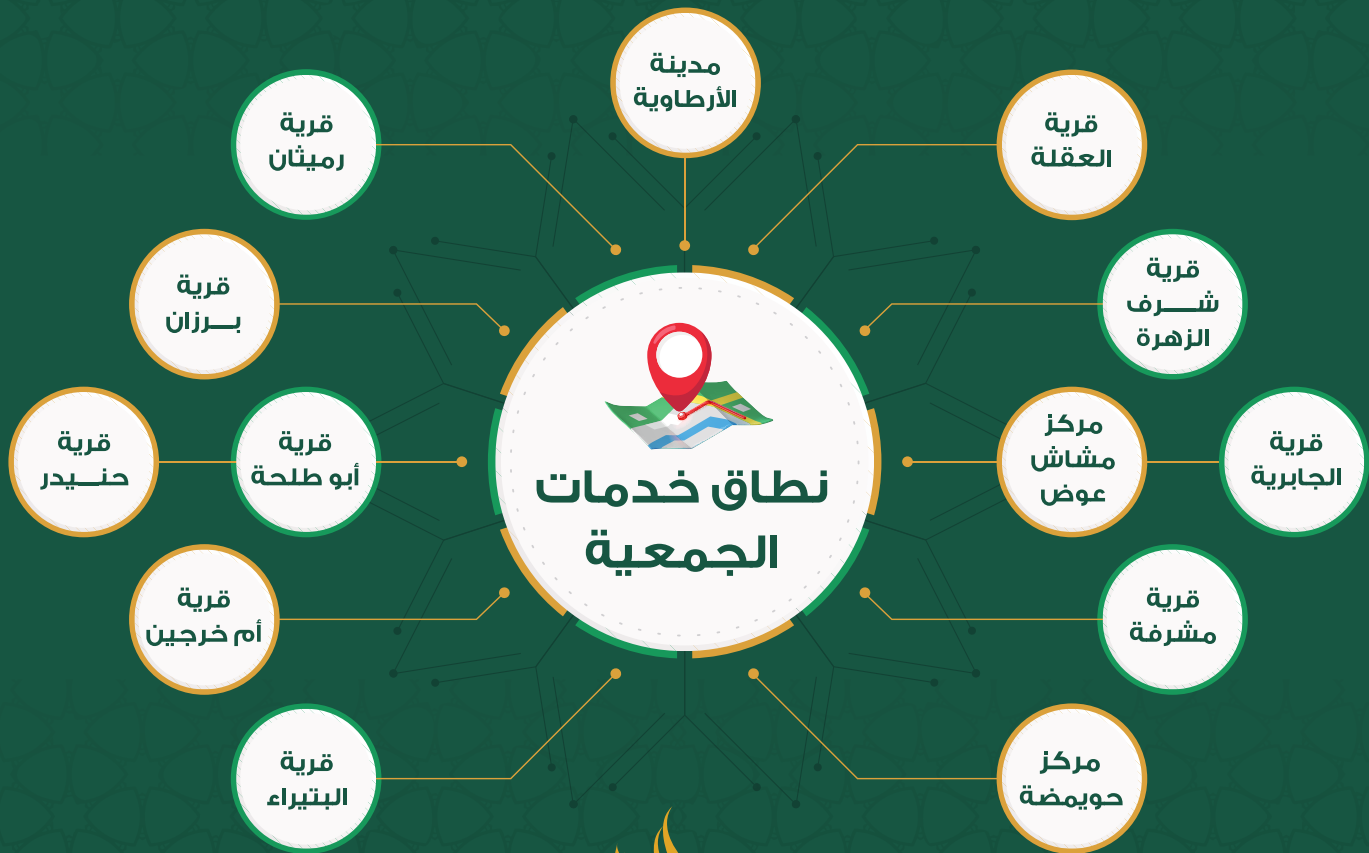 مدينة
الأرطاوية
قرية
العقلة
قرية
رميثان
قرية
شــــرف
الزهرة
قرية
بــــرزان
مركز
مشاش
عوض
قرية
الجابرية
قرية
أبو طلحة
قرية
حنــــيدر
نطاق خدمات
الجمعية
قرية
مشرفة
قرية
أم خرجين
مركز
حويمضة
قرية
البتيراء